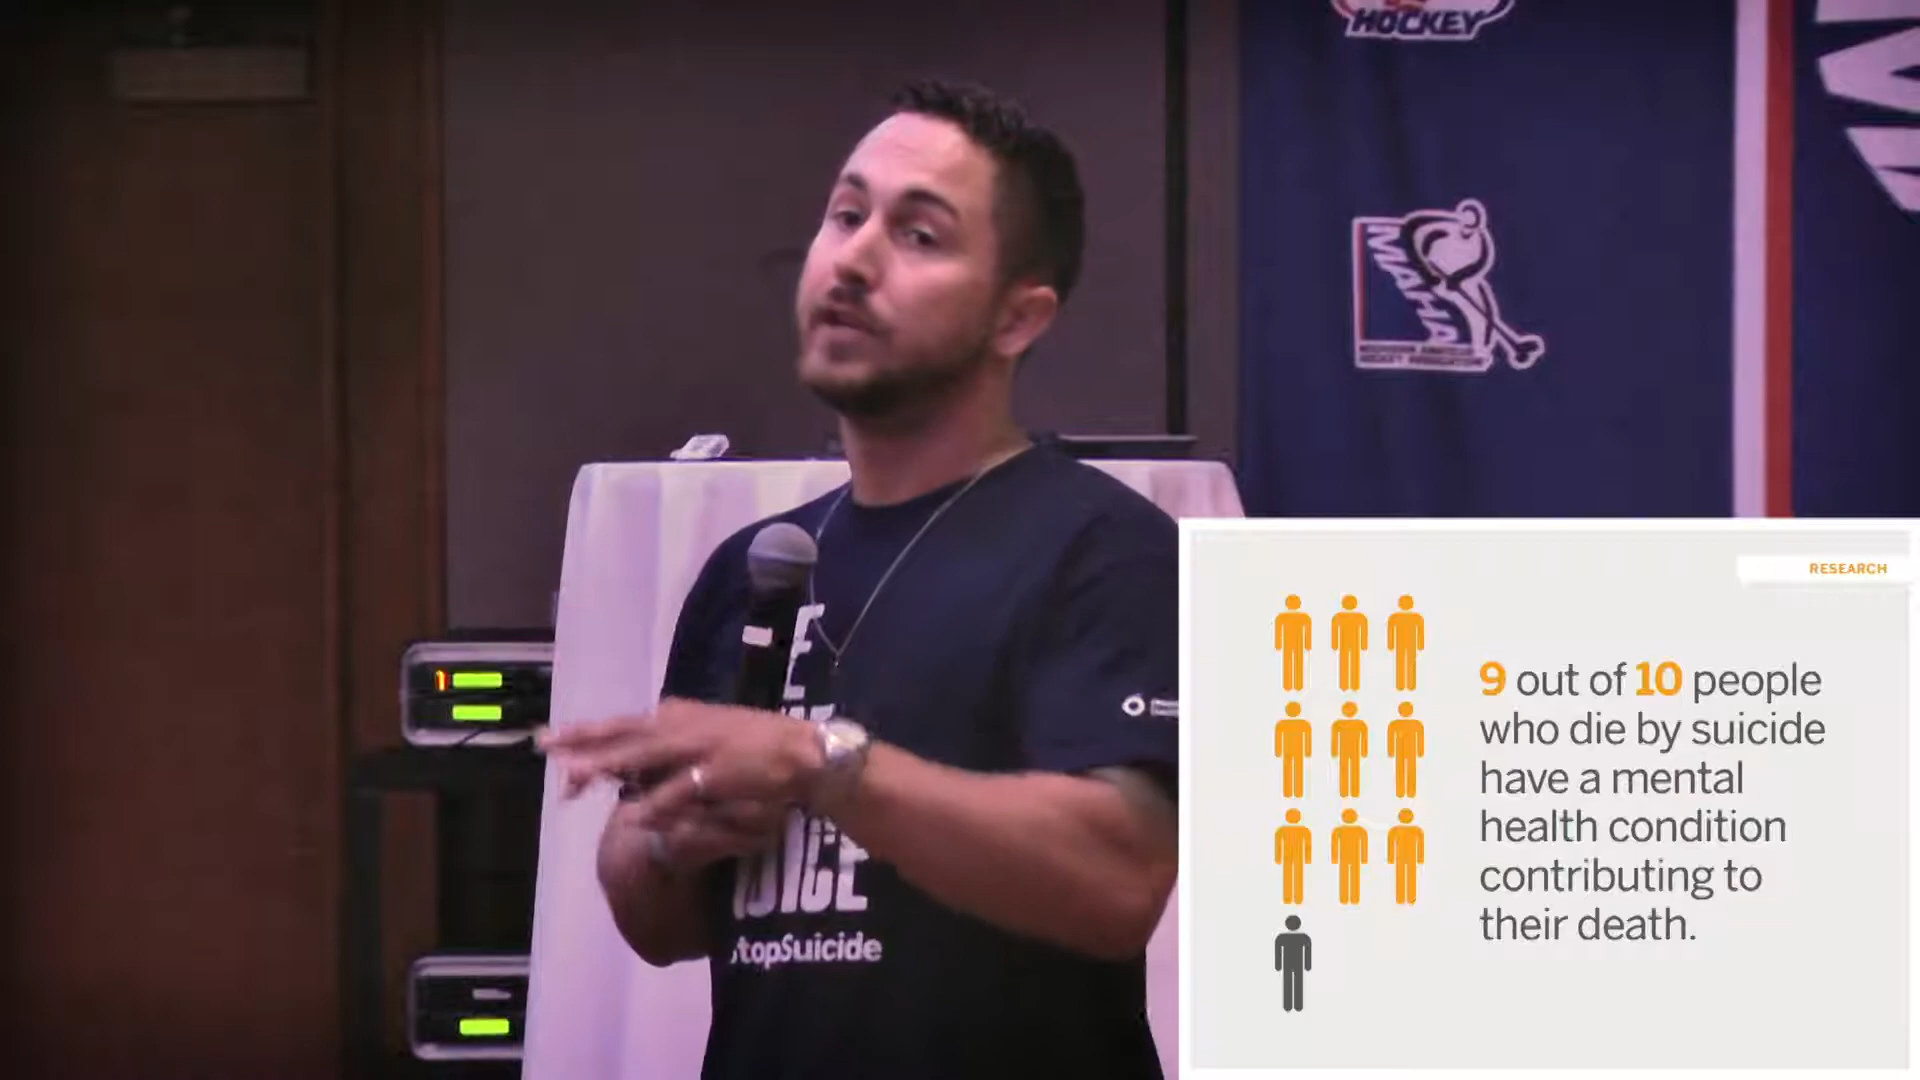 HOCKEY
MAHA
RESEARCH
9 out of 10 people
who die by suicide
have a mental
health condition
contributing to
their death.
topSuicide